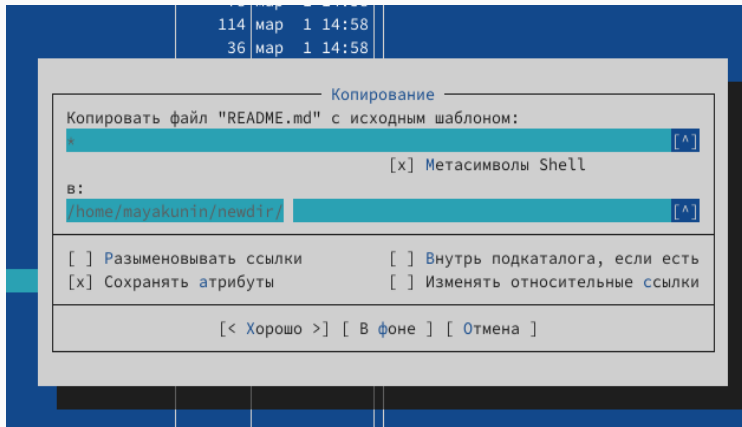 114 мар 1 14:58
36 мар 1 14:58
Копирование
Копировать файл "README.md" с исходным шаблоном:
* [^]
[x] Метасимволы Shell
в:
/home/mayakunin/newdir/ [^]
[ ] Разыменовывать ссылки [ ] Внутрь подкаталога, если есть
[x] Сохранять атрибуты [ ] Изменять относительные ссылки
[< Хорошо >] [ В фоне ] [ Отмена ]